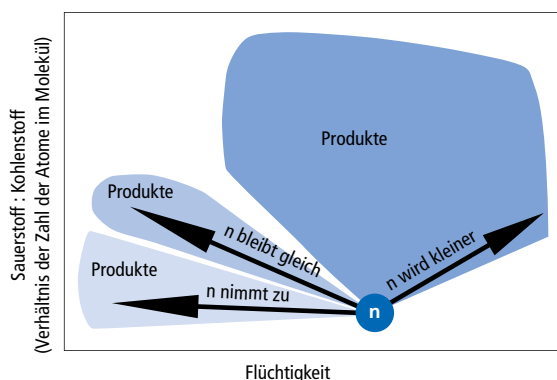 Sauerstoff : Kohlenstoff
(Verhältnis der Zahl der Atome im Molekül)
Produkte
Produkte
Produkte
n bleibt gleich
n wird kleiner
n nimmt zu
n
Flüchtigkeit